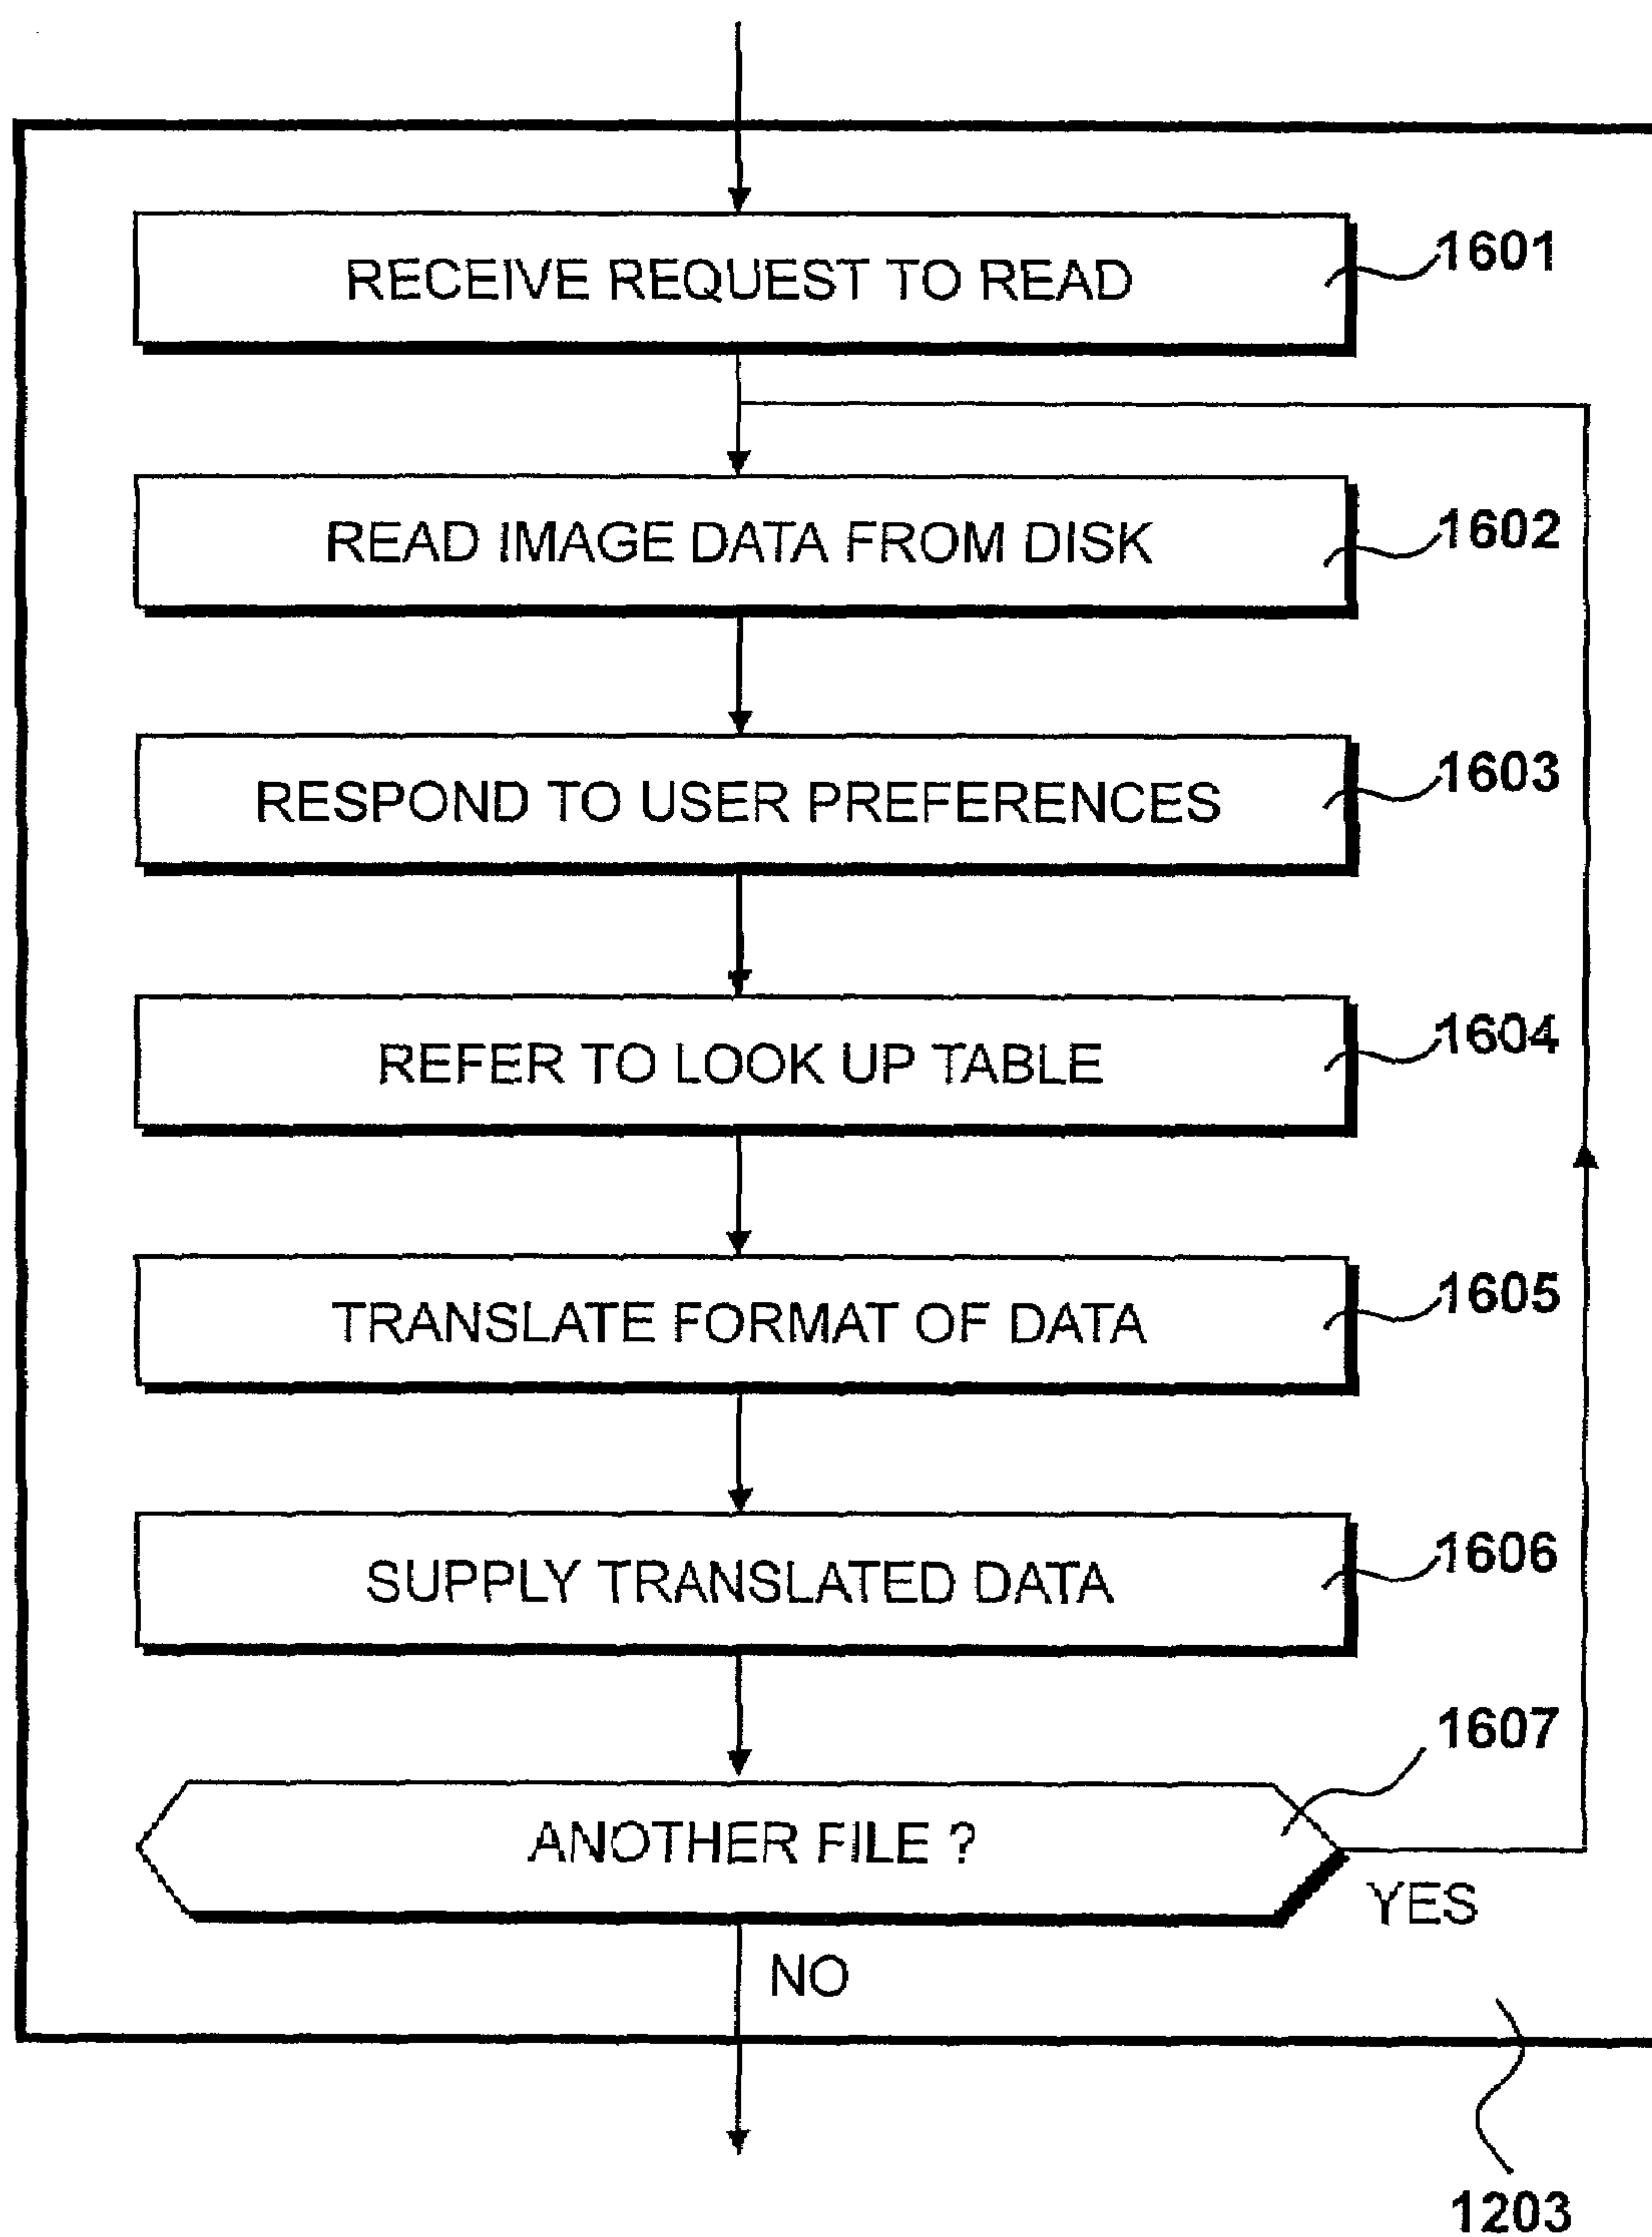 RECEIVE REQUEST TO READ
1601
READ IMAGE DATA FROM DISK
1602
RESPOND TO USER PREFERENCES
1603
REFER TO LOOK UP TABLE
1604
TRANSLATE FORMAT OF DATA
1605
SUPPLY TRANSLATED DATA
1606
1607
ANOTHER FILE ?
YES
NO
1203